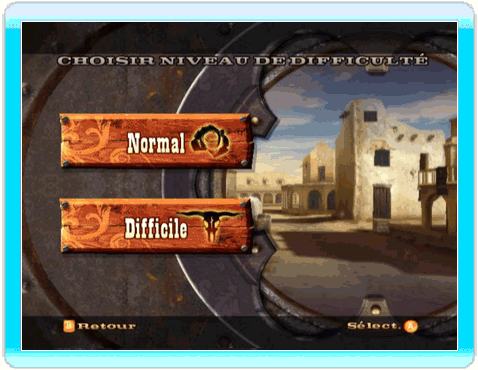 CHOISIR NIVEAU DE DIFFICULTÉ
Normal
Difficile
B Retour
Sélect. A